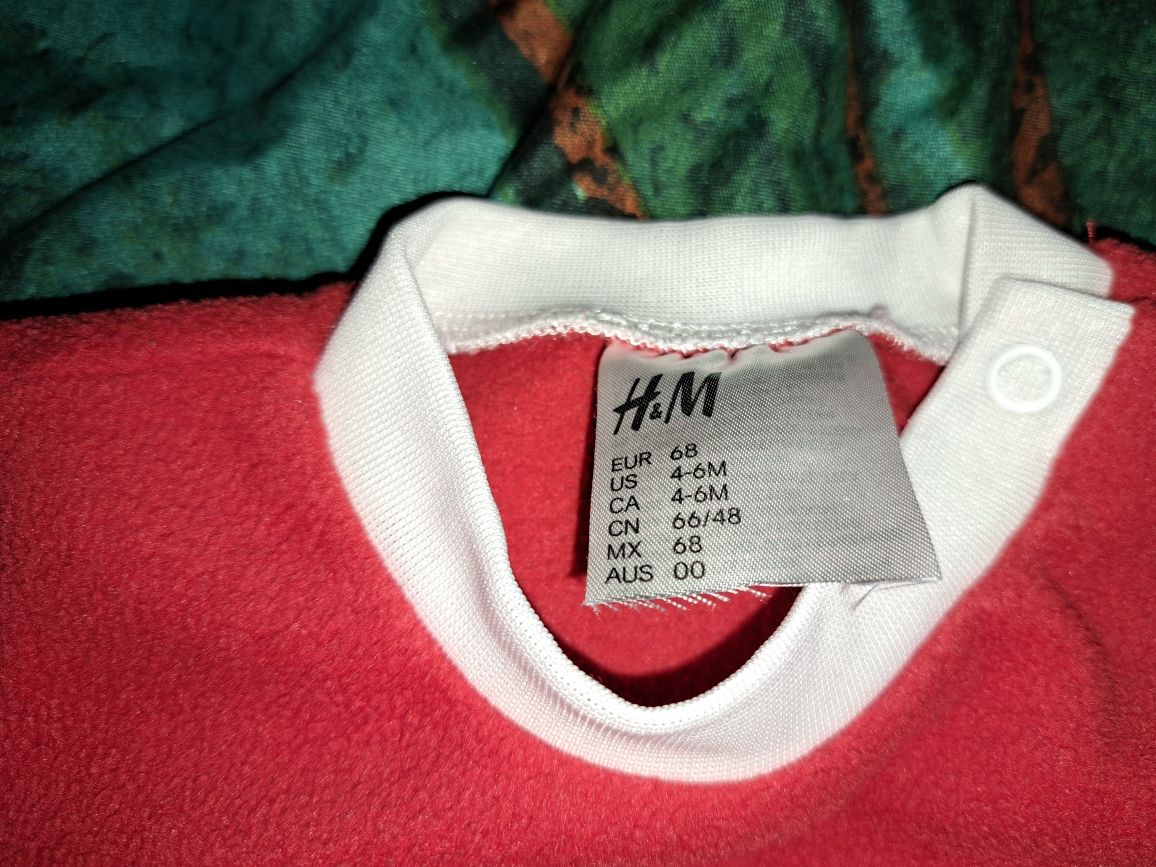 H&M
EUR 68
US 4-6M
CA 4-6M
CN 66/48
MX 68
AUS 00